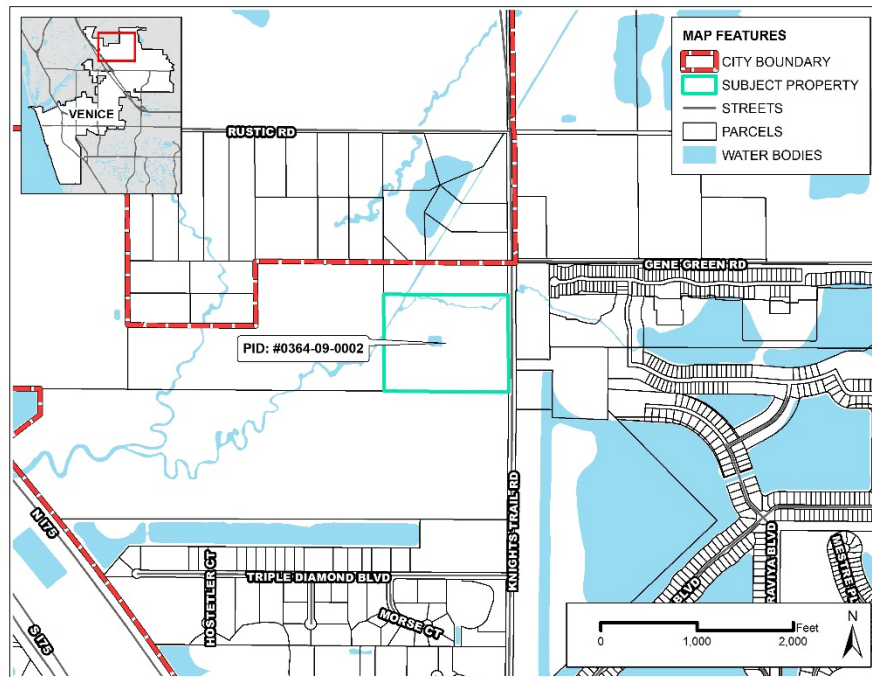 VENICE
MAP FEATURES
CITY BOUNDARY
SUBJECT PROPERTY
STREETS
PARCELS
WATER BODIES
RUSTIC RD
GENE GREEN RD
PID: #0364-09-0002
KNIGHTS TRAIL RD
N I75
S I75
TRIPLE DIAMOND BLVD
HOSTETLER CT
MORSE CT
BLVD
RAVITA BLVD
N
Feet
0 1,000 2,000